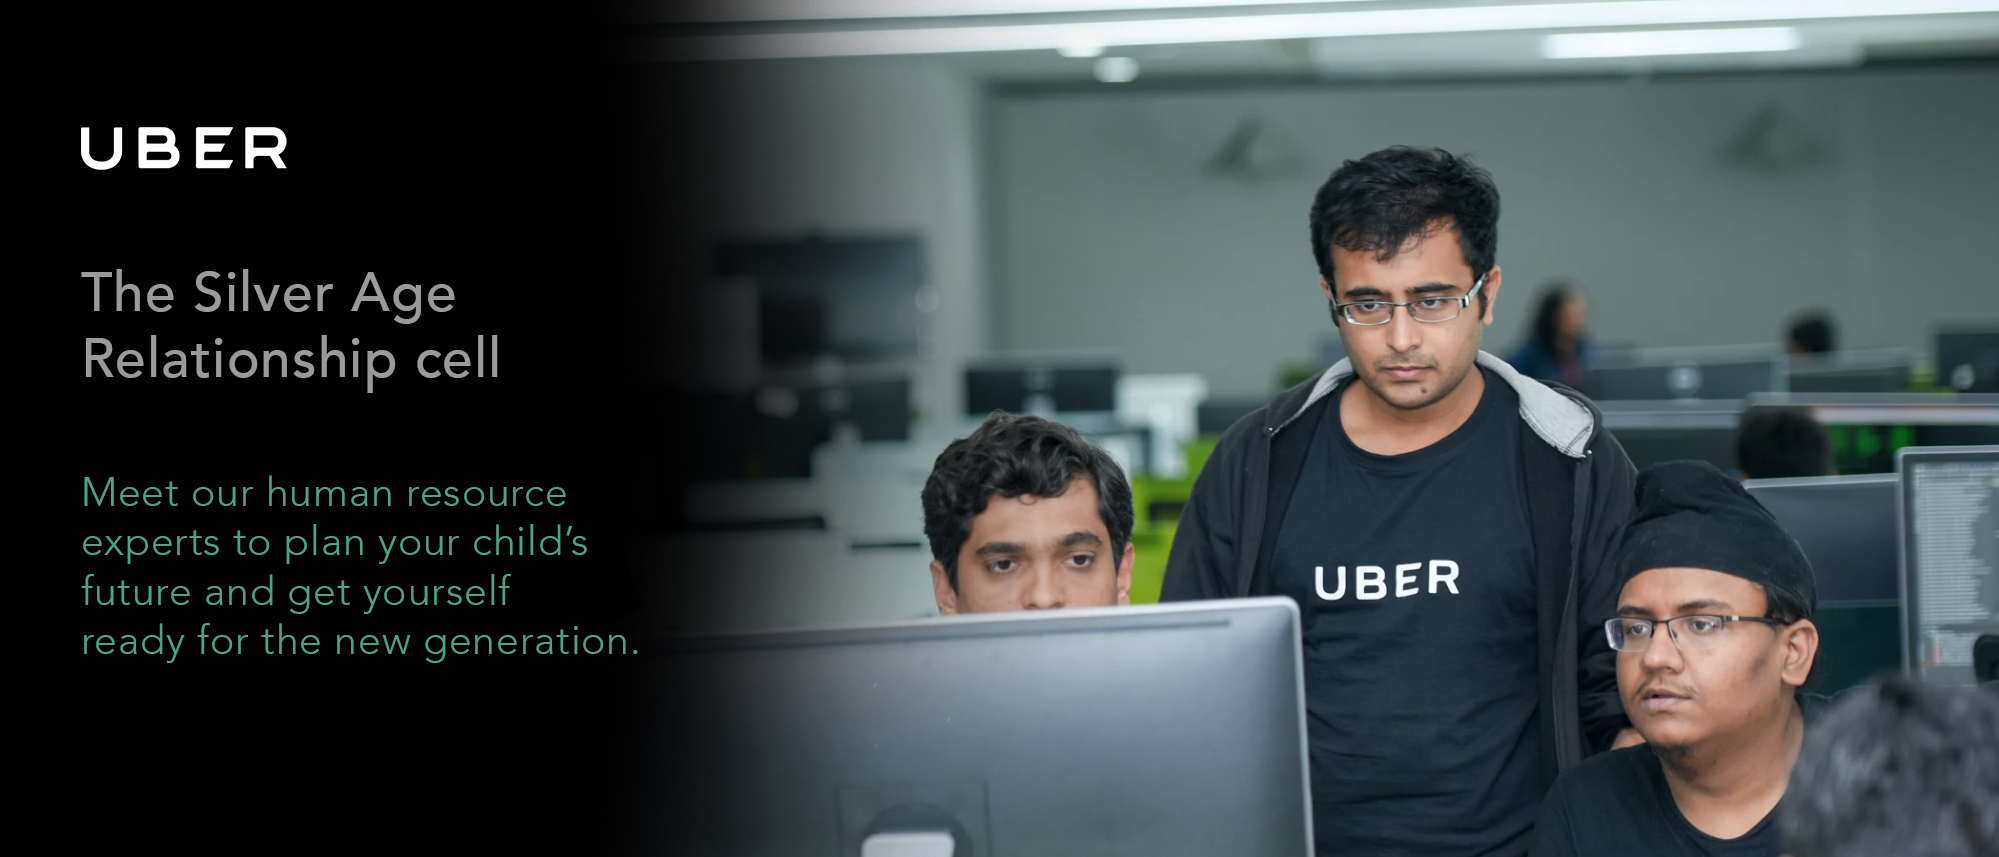 UBER
The Silver Age
Relationship cell
Meet our human resource
experts to plan your child’s
future and get yourself
ready for the new generation.
UBER